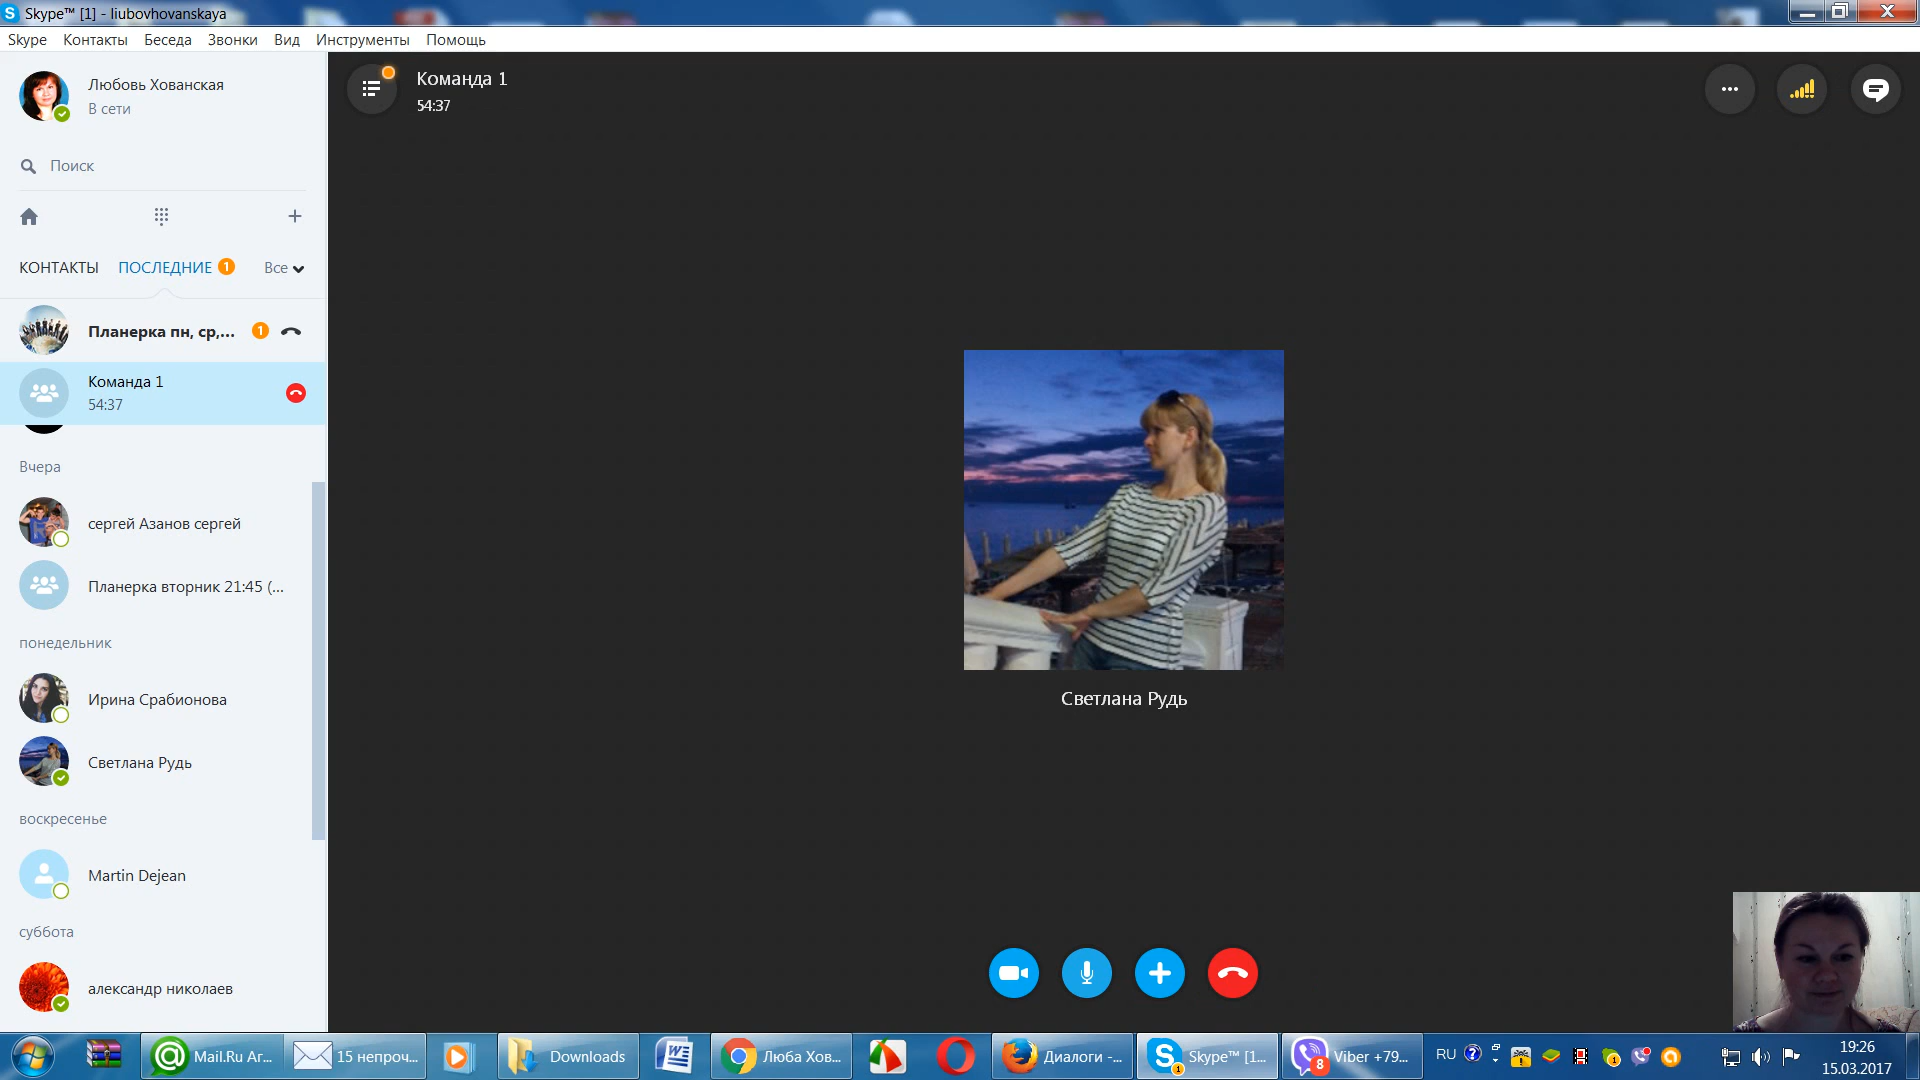 Skype™ [1] - liubovhovanskaya
Skype Контакты Беседа Звонки Вид Инструменты Помощь
Любовь Хованская
В сети
Поиск
КОНТАКТЫ ПОСЛЕДНИЕ 1 Все
Планерка пн, ср,... 1
Команда 1
54:37
Вчера
сергей Азанов сергей
Планерка вторник 21:45 (...
понедельник
Ирина Срабионова
Светлана Рудь
воскресенье
Martin Dejean
суббота
александр николаев
Команда 1
54:37
Светлана Рудь
Mail.Ru Аг...
15 непроч...
Downloads
Люба Хов...
Диалоги -...
Skype™ [1...
1
Viber +79...
8
RU
19:26
15.03.2017